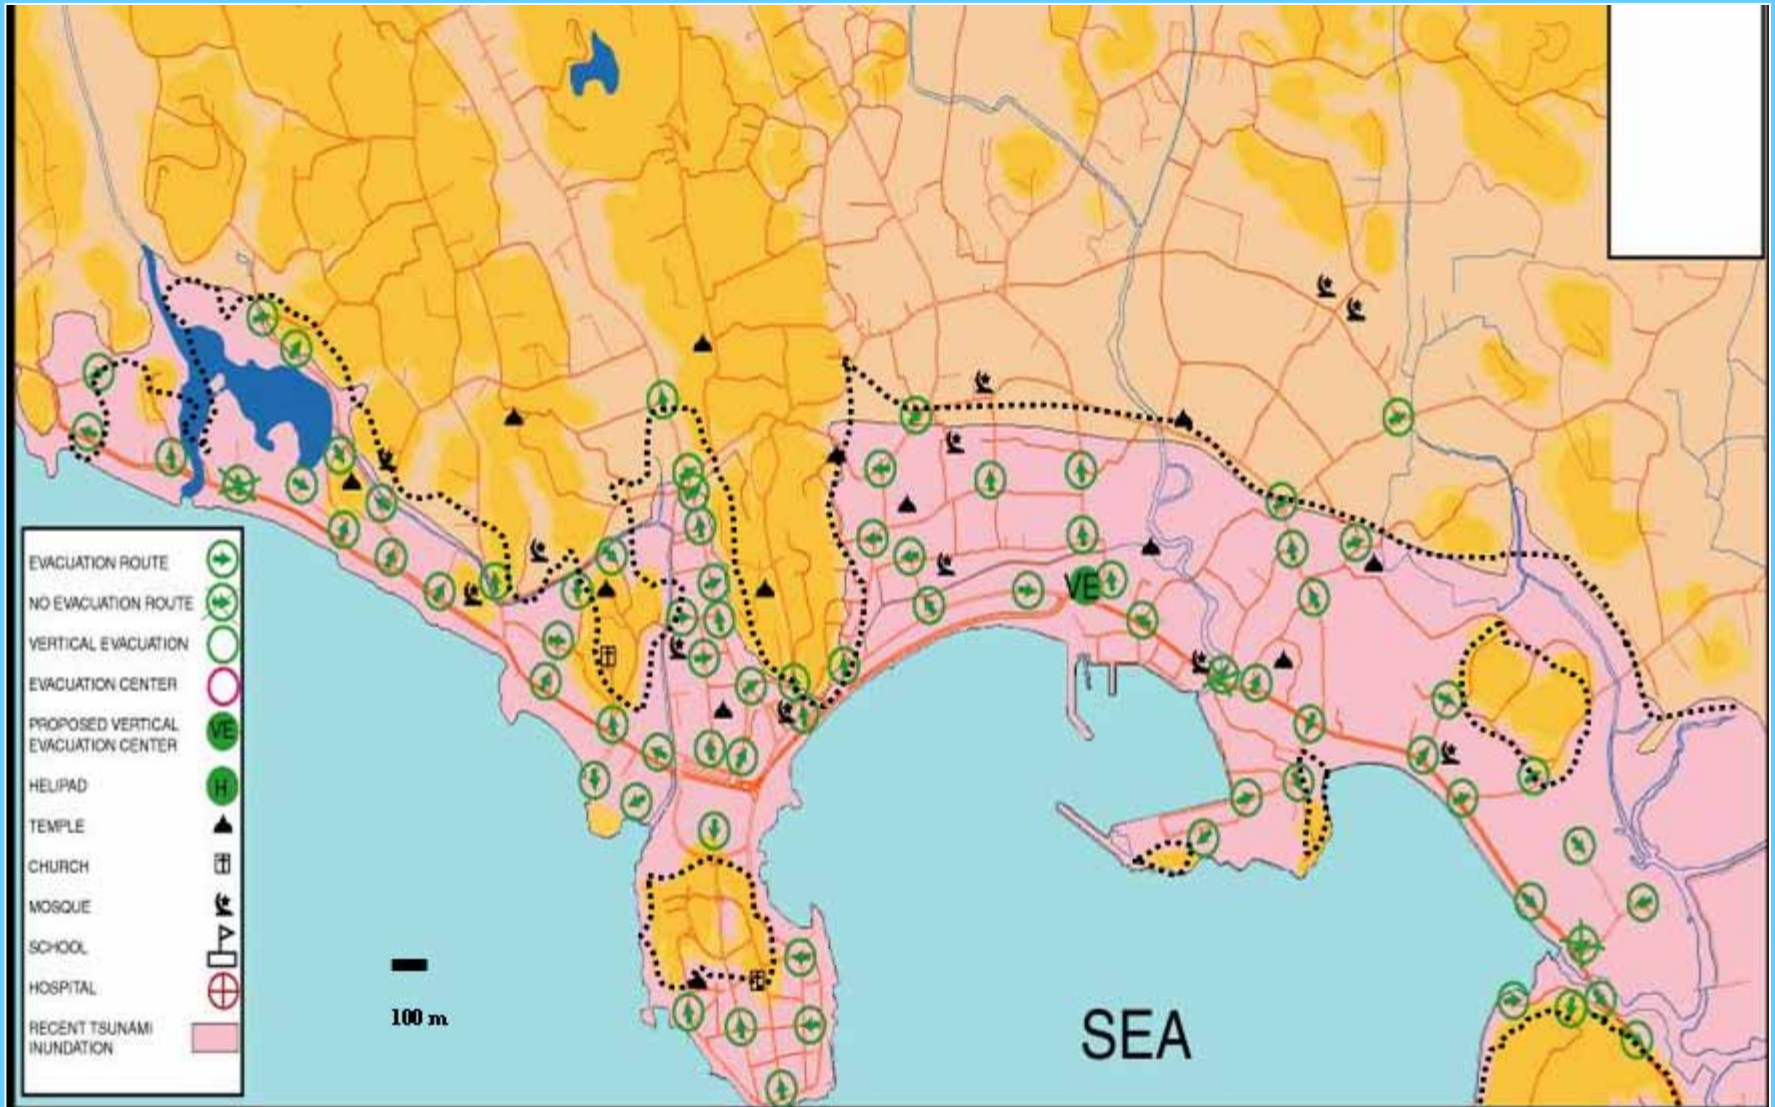 EVACUATION ROUTE
NO EVACUATION ROUTE
VERTICAL EVACUATION
EVACUATION CENTER
PROPOSED VERTICAL
EVACUATION CENTER
VE
HELIPAD
H
TEMPLE
CHURCH
MOSQUE
SCHOOL
HOSPITAL
RECENT TSUNAMI
INUNDATION
VE
100 m
SEA